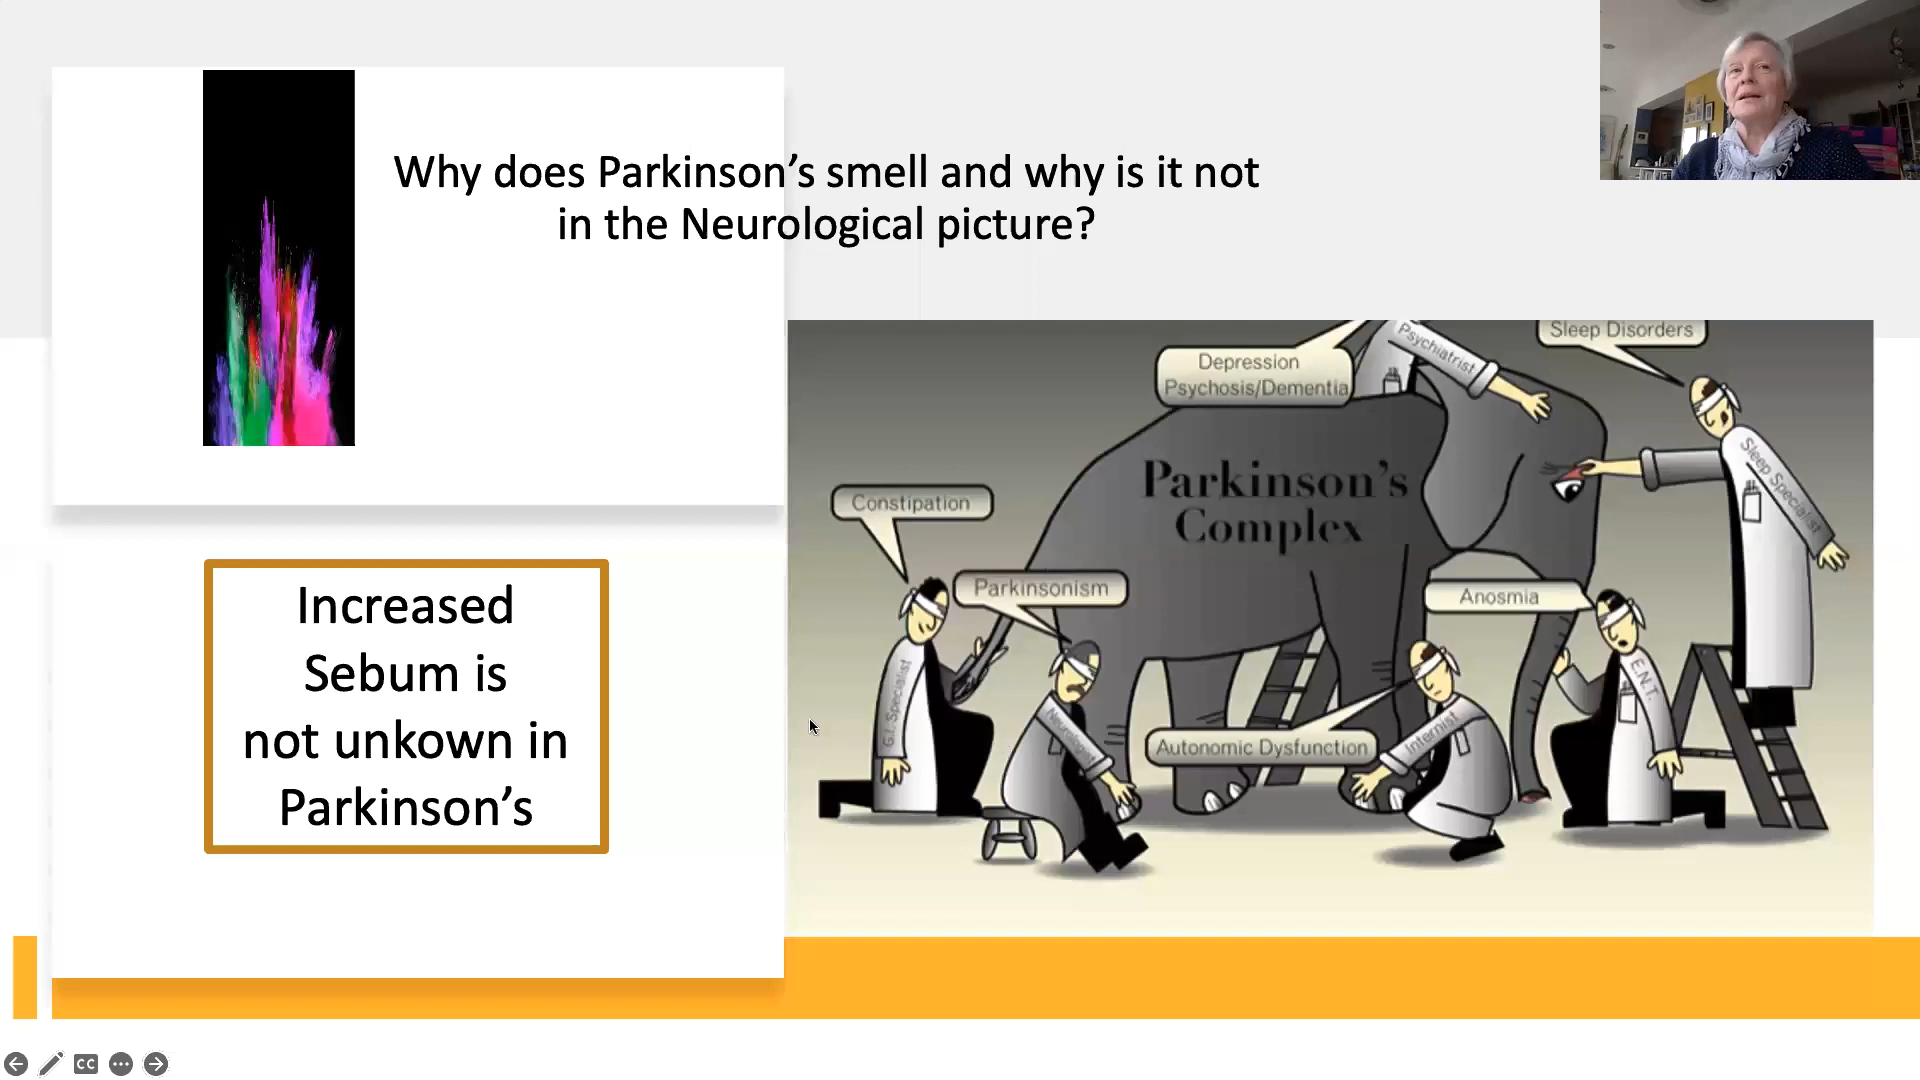 Why does Parkinson’s smell and why is it not
in the Neurological picture?
Increased
Sebum is
not unkown in
Parkinson’s
Depression
Psychosis/Dementia
Psychiatrist
Sleep Disorders
Sleep Specialist
Parkinson’s
Complex
Constipation
G.I. Specialist
Parkinsonism
Neurologist
Anosmia
E.N.T.
Autonomic Dysfunction
Internist
CC